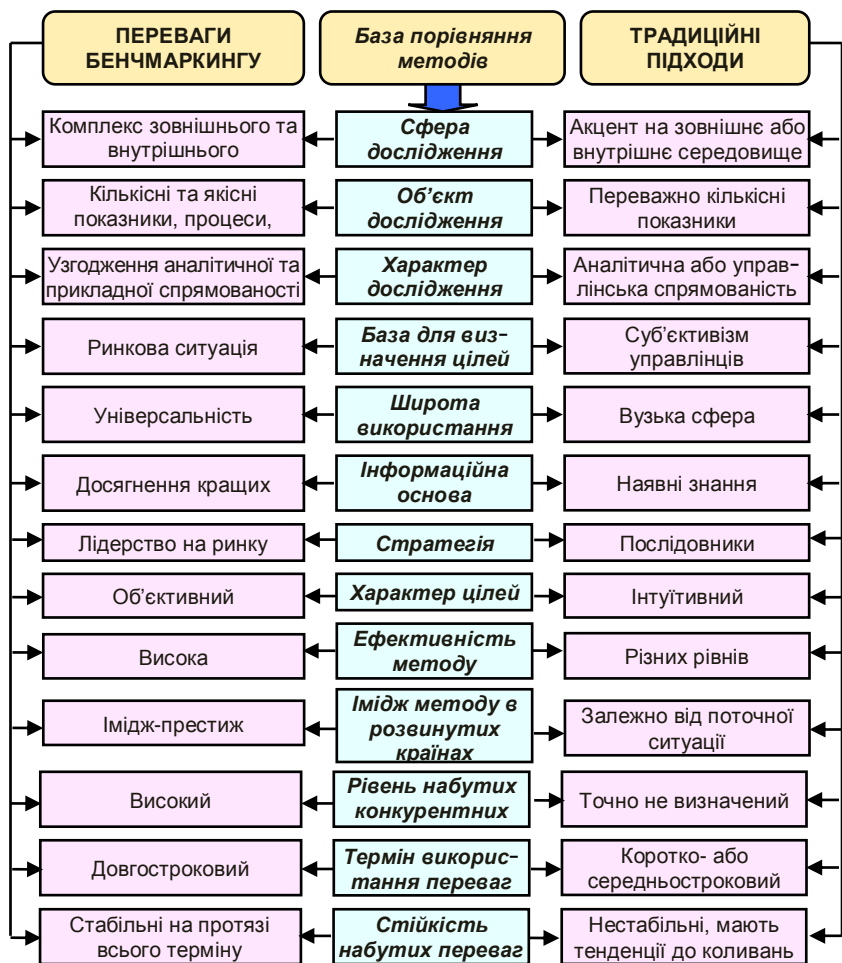 ПЕРЕВАГИ
БЕНЧМАРКИНГУ
База порівняння
методів
ТРАДИЦІЙНІ
ПІДХОДИ
Комплекс зовнішнього та
внутрішнього
Сфера
дослідження
Акцент на зовнішнє або
внутрішнє середовище
Кількісні та якісні
показники, процеси,
Об’єкт
дослідження
Переважно кількісні
показники
Узгодження аналітичної та
прикладної спрямованості
Характер
дослідження
Аналітична або управ-
лінська спрямованість
Ринкова ситуація
База для виз-
начення цілей
Суб’єктивізм
управлінців
Універсальність
Широта
використання
Вузька сфера
Досягнення кращих
Інформаційна
основа
Наявні знання
Лідерство на ринку
Стратегія
Послідовники
Об’єктивний
Характер цілей
Інтуїтивний
Висока
Ефективність
методу
Різних рівнів
Імідж-престиж
Імідж методу в
розвинутих
країнах
Залежно від поточної
ситуації
Високий
Рівень набутих
конкурентних
Точно не визначений
Довгостроковий
Термін викорис-
тання переваг
Коротко- або
середньостроковий
Стабільні на протязі
всього терміну
Стійкість
набутих переваг
Нестабільні, мають
тенденції до коливань